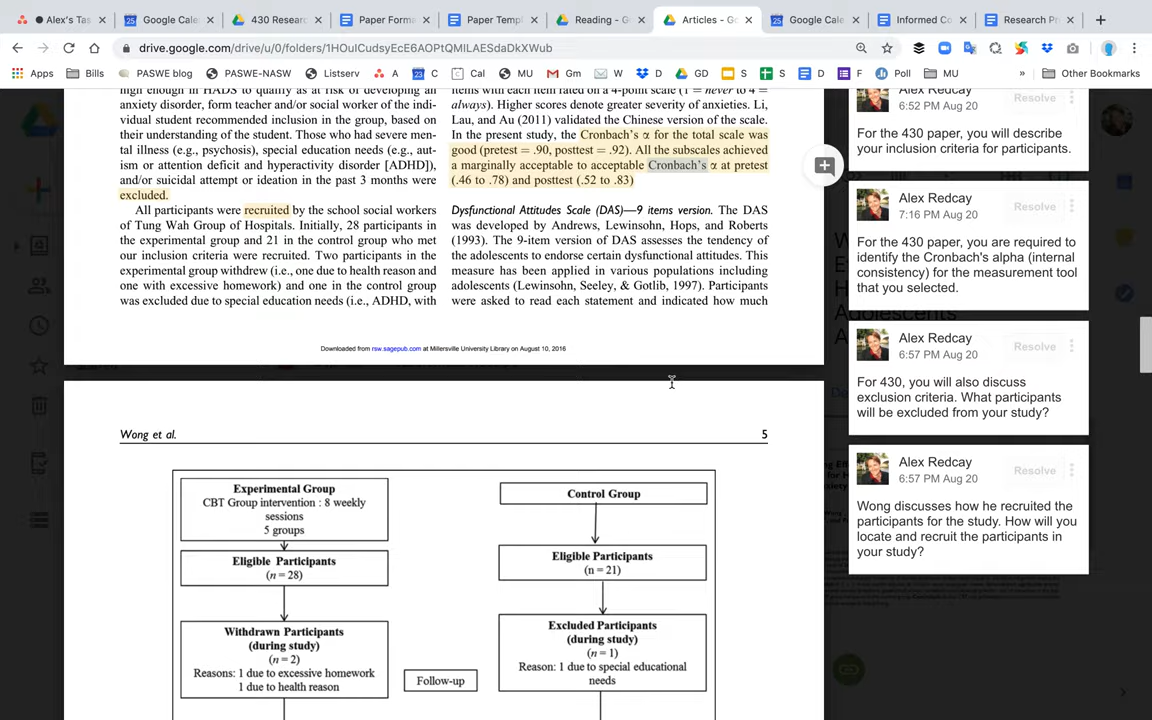 Alex's Tas
Google Cale
430 Resear
Paper Forma
Paper Templ
Reading - G
Articles - Go
Google Cal
Informed Co
Research Pr
drive.google.com/drive/u/0/folders/1HOuICudsyEcE6AOPtQMILAESdaDkXWub
Apps
Bills
PASWE blog
PASWE-NASW
Listserv
A
C
Cal
MU
Gm
W
D
GD
S
S
D
F
Poll
MU
»
Other Bookmarks
high enough in HADS to qualify as at risk of developing an
anxiety disorder, form teacher and/or social worker of the indi-
vidual student recommended inclusion in the group, based on
their understanding of the student. Those who had severe men-
tal illness (e.g., psychosis), special education needs (e.g., aut-
ism or attention deficit and hyperactivity disorder [ADHD]),
and/or suicidal attempt or ideation in the past 3 months were
excluded.
All participants were recruited by the school social workers
of Tung Wah Group of Hospitals. Initially, 28 participants in
the experimental group and 21 in the control group who met
our inclusion criteria were recruited. Two participants in the
experimental group withdrew (i.e., one due to health reason and
one with excessive homework) and one in the control group
was excluded due to special education needs (i.e., ADHD, with
items with each item rated on a 4-point scale (1 = never to 4 =
always). Higher scores denote greater severity of anxieties. Li,
Lau, and Au (2011) validated the Chinese version of the scale.
In the present study, the Cronbach's α for the total scale was
good (pretest = .90, posttest = .92). All the subscales achieved
a marginally acceptable to acceptable Cronbach's α at pretest
(.46 to .78) and posttest (.52 to .83)
Dysfunctional Attitudes Scale (DAS)—9 items version. The DAS
was developed by Andrews, Lewinsohn, Hops, and Roberts
(1993). The 9-item version of DAS assesses the tendency of
the adolescents to endorse certain dysfunctional attitudes. This
measure has been applied in various populations including
adolescents (Lewinsohn, Seeley, & Gotlib, 1997). Participants
were asked to read each statement and indicated how much
Downloaded from rsw.sagepub.com at Millersville University Library on August 10, 2016
Wong et al.
5
Experimental Group
CBT Group intervention : 8 weekly
sessions
5 groups
Eligible Participants
(n = 28)
Withdrawn Participants
(during study)
(n = 2)
Reasons: 1 due to excessive homework
1 due to health reason
Follow-up
Control Group
Eligible Participants
(n = 21)
Excluded Participants
(during study)
(n = 1)
Reason: 1 due to special educational
needs
6:52 PM Aug 20
Resolve
For the 430 paper, you will describe
your inclusion criteria for participants.
Alex Redcay
7:16 PM Aug 20
Resolve
For the 430 paper, you are required to
identify the Cronbach's alpha (internal
consistency) for the measurement tool
that you selected.
Alex Redcay
6:57 PM Aug 20
Resolve
For 430, you will also discuss
exclusion criteria. What participants
will be excluded from your study?
Alex Redcay
6:57 PM Aug 20
Resolve
Wong discusses how he recruited the
participants for the study. How will you
locate and recruit the participants in
your study?
Adolescents